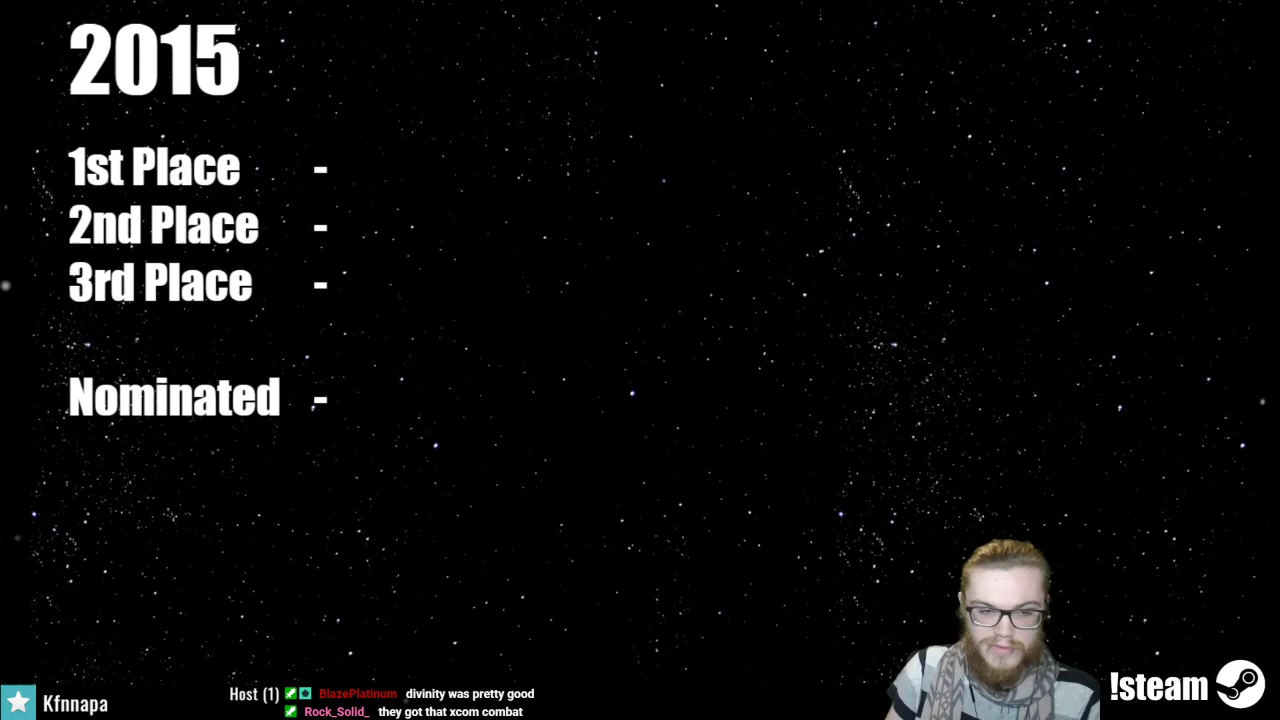 2015
1st Place -
2nd Place -
3rd Place -
Nominated -
Kfnnapa
Host (1) BlazePlatinum divinity was pretty good
Rock_Solid_ they got that xcom combat
!steam